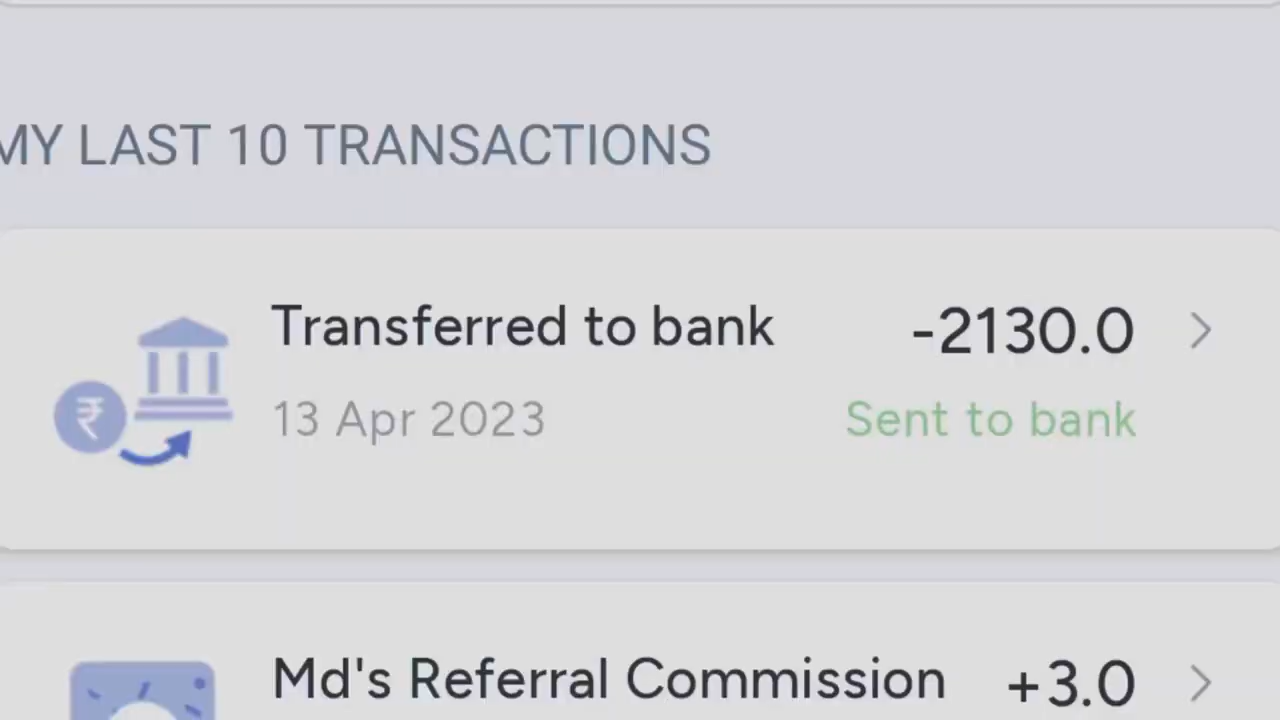 MY LAST 10 TRANSACTIONS
Transferred to bank -2130.0
₹ 13 Apr 2023 Sent to bank
Md's Referral Commission +3.0